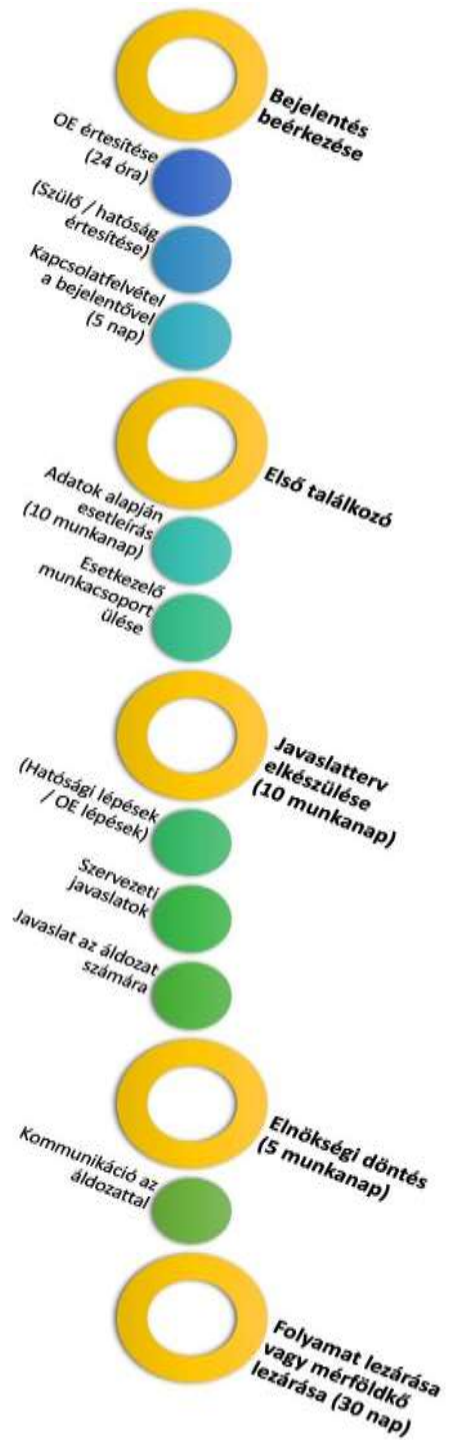 Bejelentés
beérkezése
OE értesítése
(24 óra)
(Szülő / hatóság
értesítése)
Kapcsolatfelvétel
a bejelentővel
(5 nap)
Első találkozó
Adatok alapján
esetleírás
(10 munkanap)
Esetkezelő
munkacsoport
ülése
Javaslatterv
elkészülése
(10 munkanap)
(Hatósági lépések
/ OE lépések)
Szervezeti
javaslatok
Javaslat az áldozat
számára
Elnökségi döntés
(5 munkanap)
Kommunikáció az
áldozattal
Folyamat lezárása
vagy mérföldkő
lezárása (30 nap)